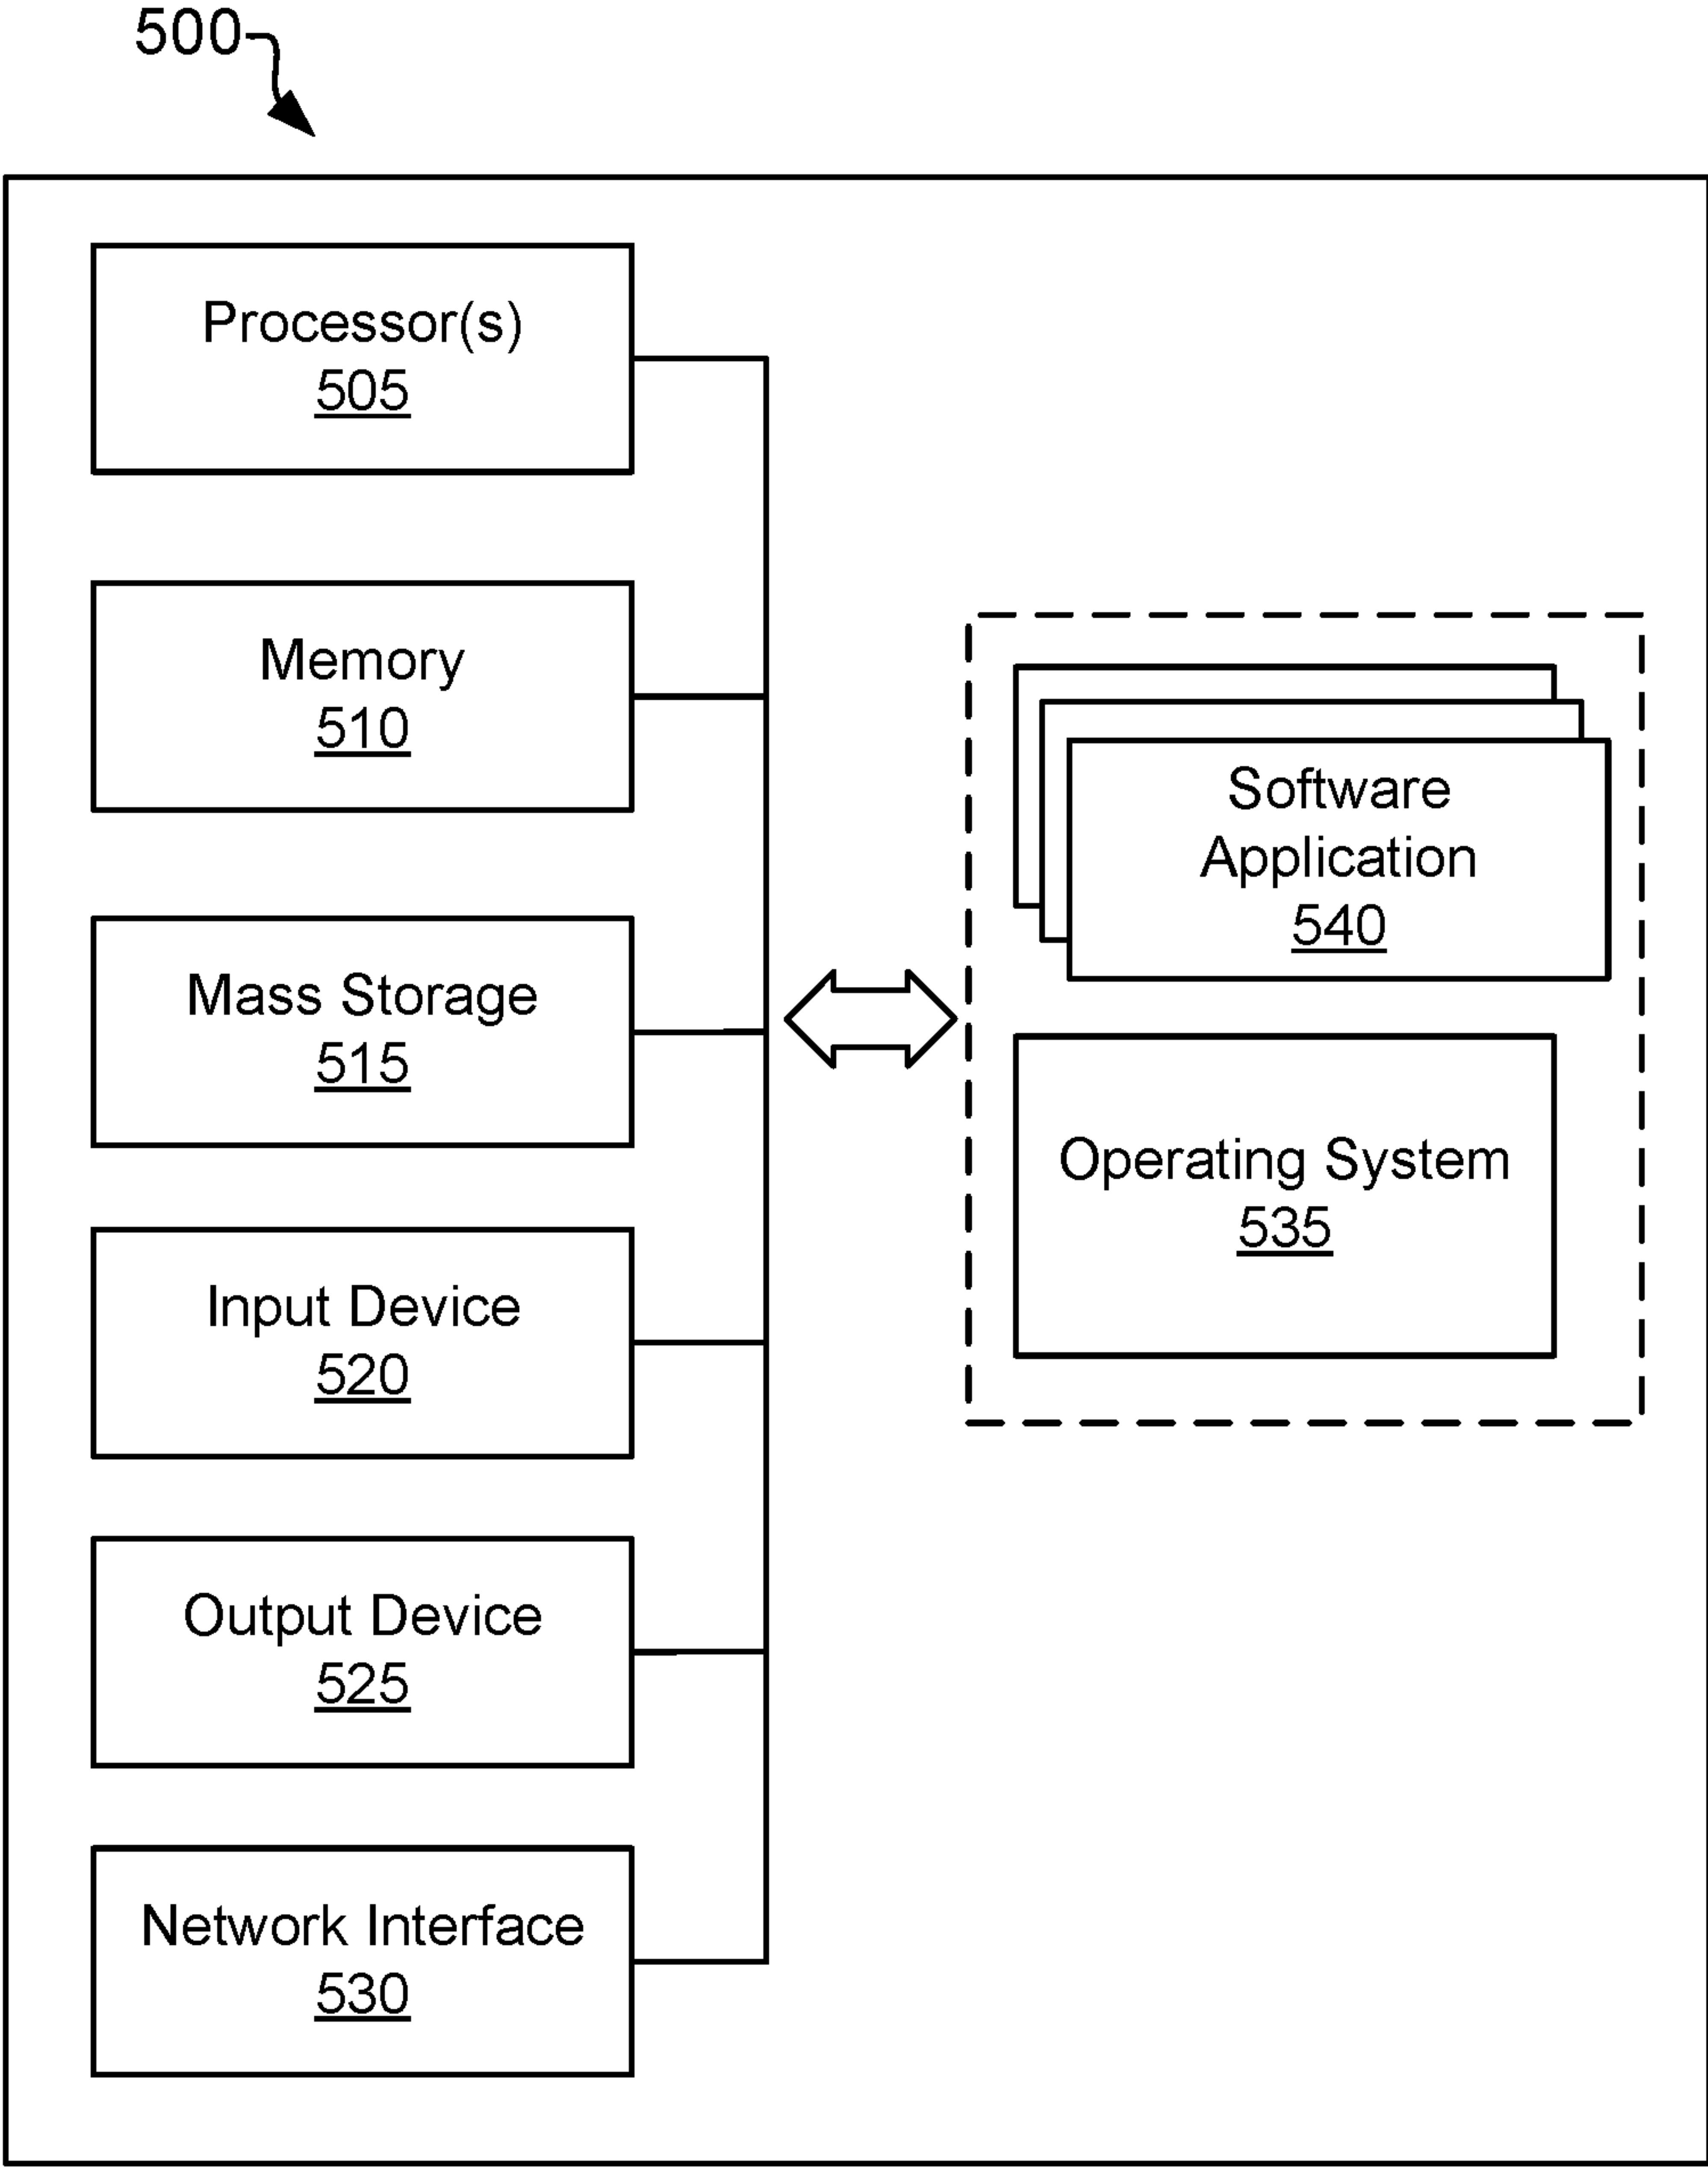 500
Processor(s)
505
Memory
510
Mass Storage
515
Input Device
520
Output Device
525
Network Interface
530
Software
Application
540
Operating System
535